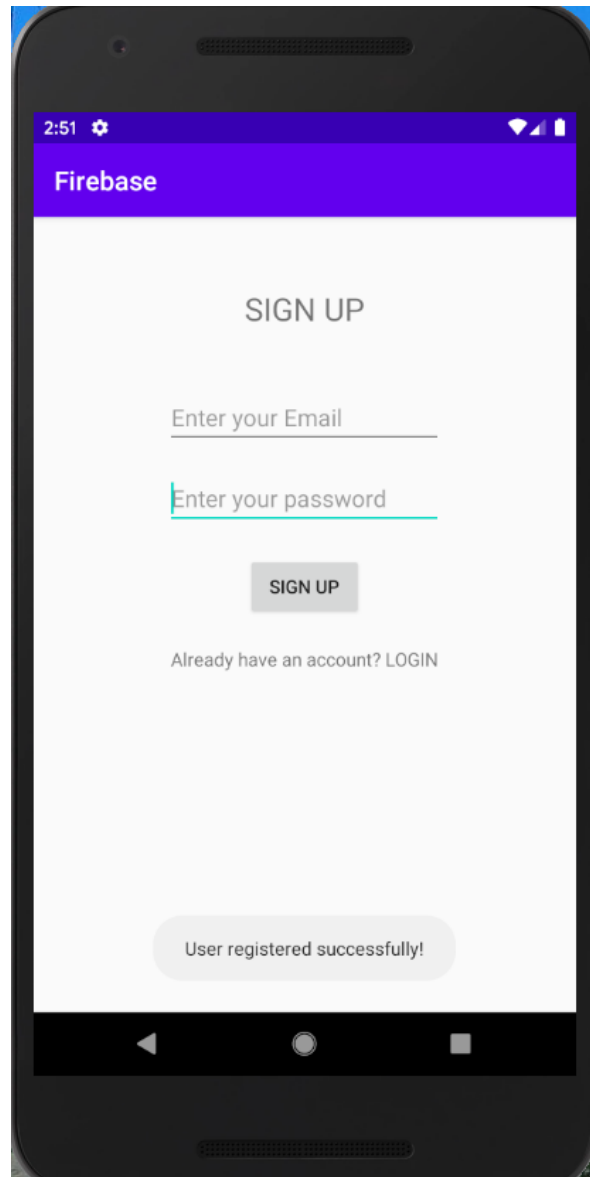 2:51
Firebase
SIGN UP
Enter your Email
Enter your password
SIGN UP
Already have an account? LOGIN
User registered successfully!